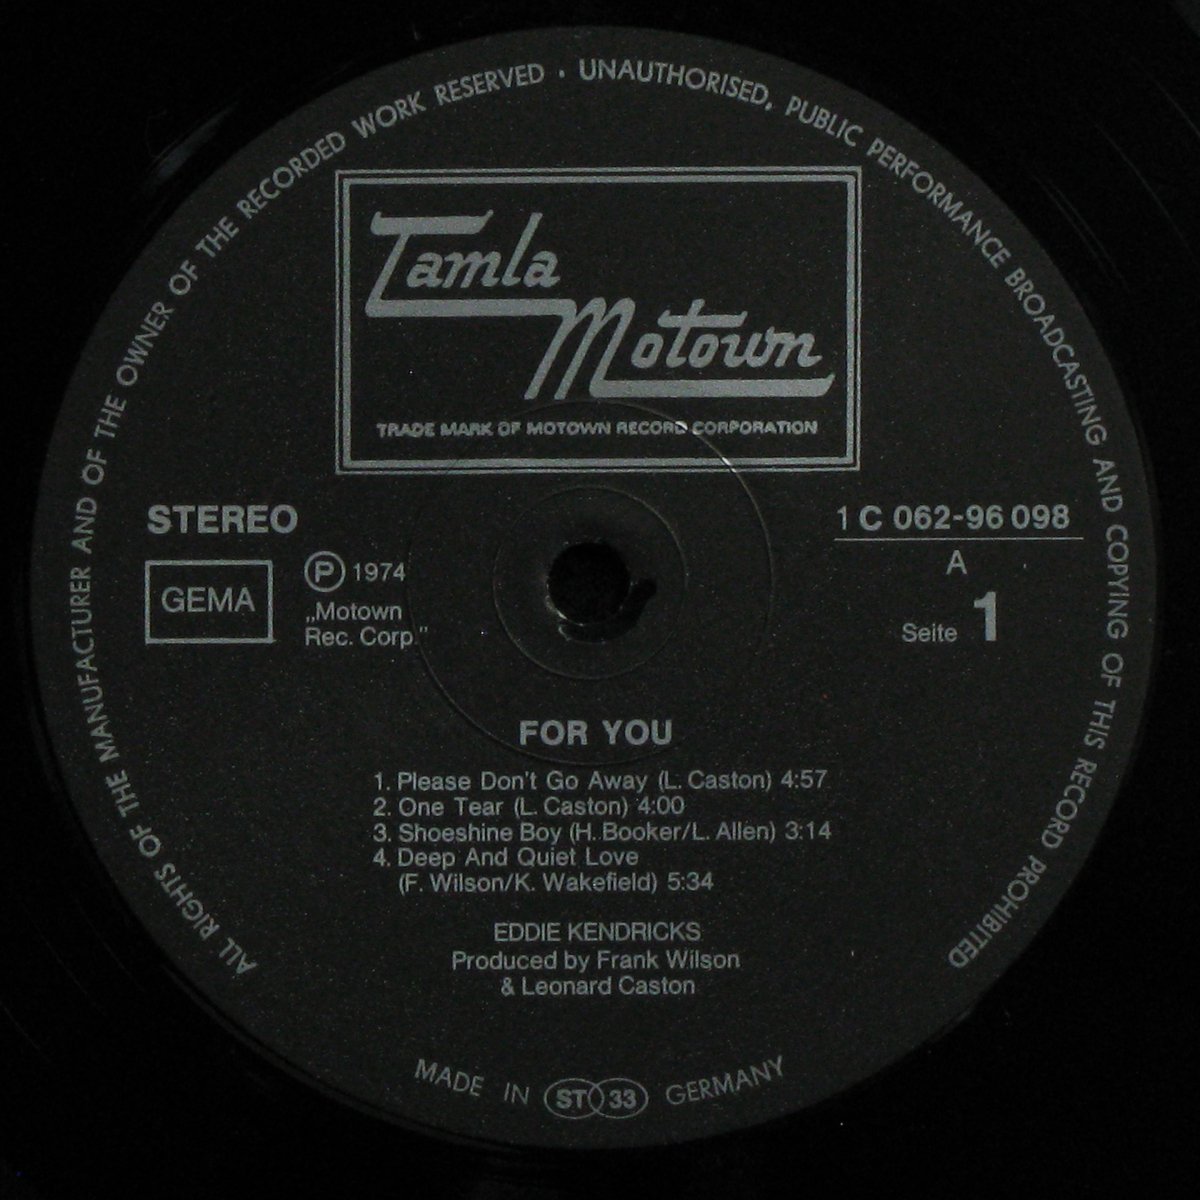 ALL RIGHTS OF THE MANUFACTURER AND OF THE OWNER OF THE RECORDED WORK RESERVED · UNAUTHORISED, PUBLIC PERFORMANCE BROADCASTING AND COPYING OF THIS RECORD PROHIBITED
Tamla
Motown
TRADE MARK OF MOTOWN RECORD CORPORATION
STEREO
1 C 062-96 098
GEMA
Ⓟ 1974
„Motown
Rec. Corp.”
A
Seite 1
FOR YOU
1. Please Don't Go Away (L. Caston) 4:57
2. One Tear (L. Caston) 4:00
3. Shoeshine Boy (H. Booker/L. Allen) 3:14
4. Deep And Quiet Love
(F. Wilson/K. Wakefield) 5:34
EDDIE KENDRICKS
Produced by Frank Wilson
& Leonard Caston
MADE IN ST 33 GERMANY